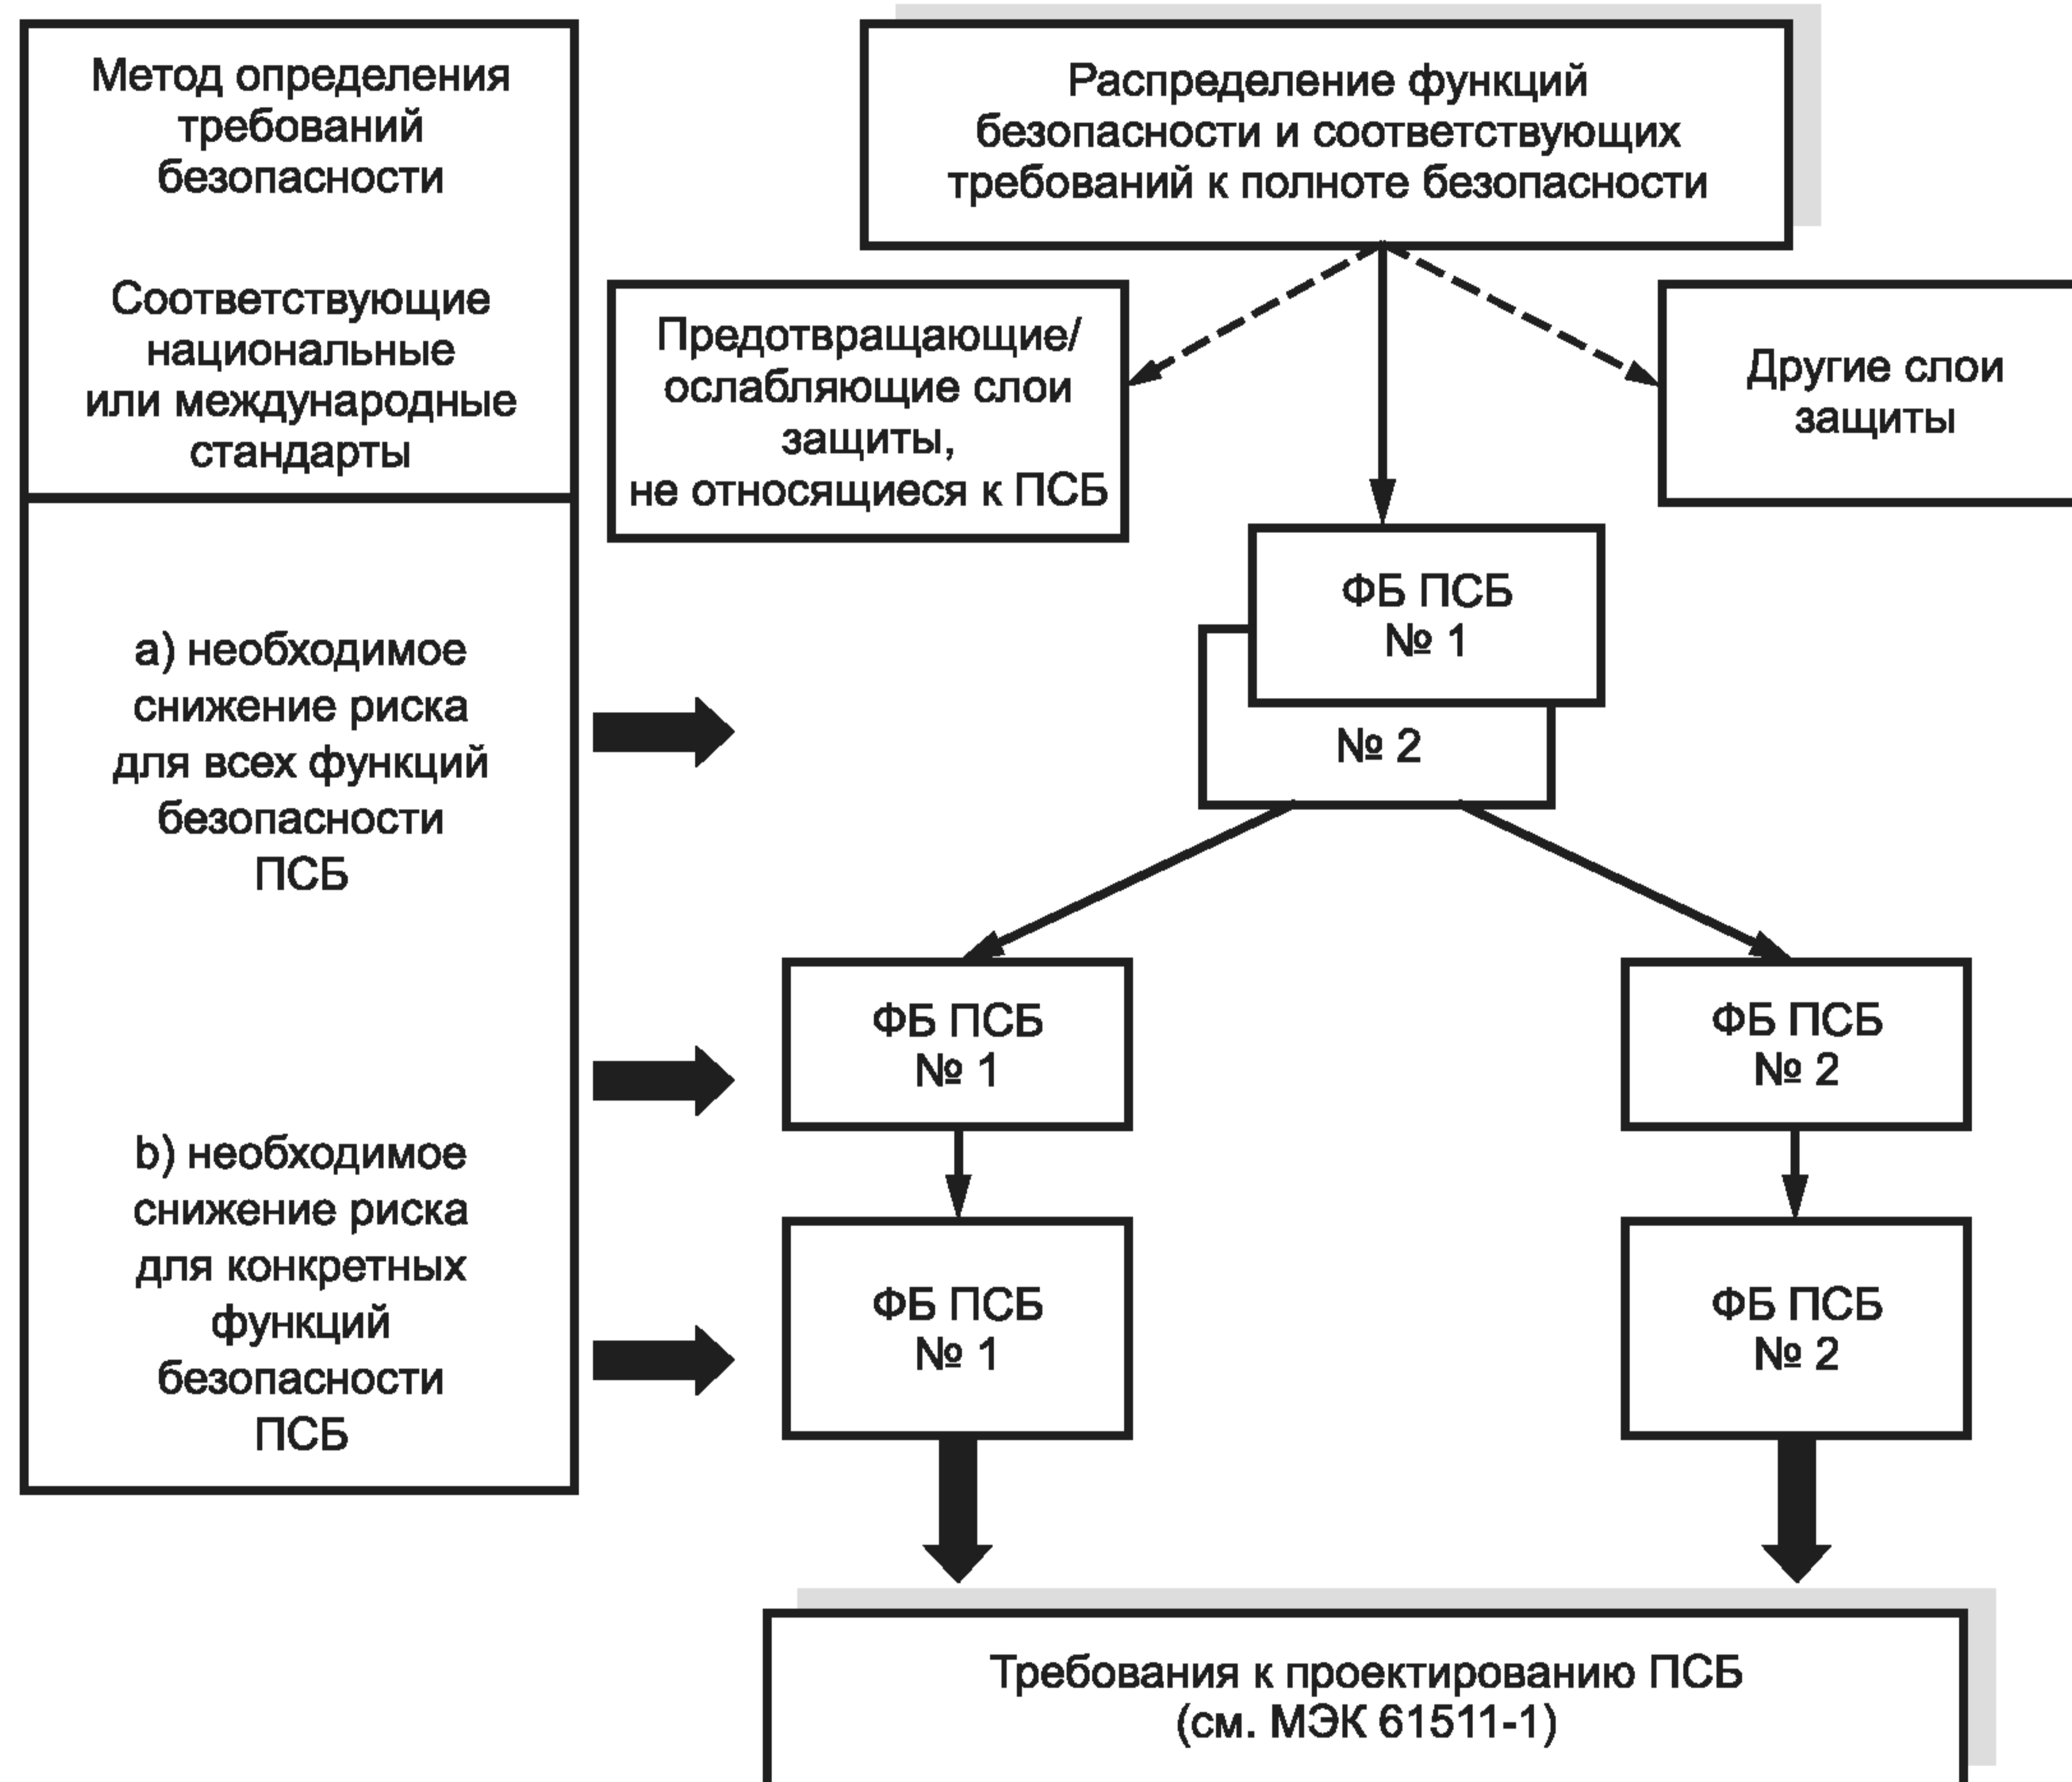 Метод определения
требований
безопасности
Соответствующие
национальные
или международные
стандарты
a) необходимое
снижение риска
для всех функций
безопасности
ПСБ
b) необходимое
снижение риска
для конкретных
функций
безопасности
ПСБ
Распределение функций
безопасности и соответствующих
требований к полноте безопасности
Предотвращающие/
ослабляющие слои
защиты,
не относящиеся к ПСБ
Другие слои
защиты
ФБ ПСБ
№ 1
№ 2
ФБ ПСБ
№ 1
ФБ ПСБ
№ 2
ФБ ПСБ
№ 1
ФБ ПСБ
№ 2
Требования к проектированию ПСБ
(см. МЭК 61511-1)